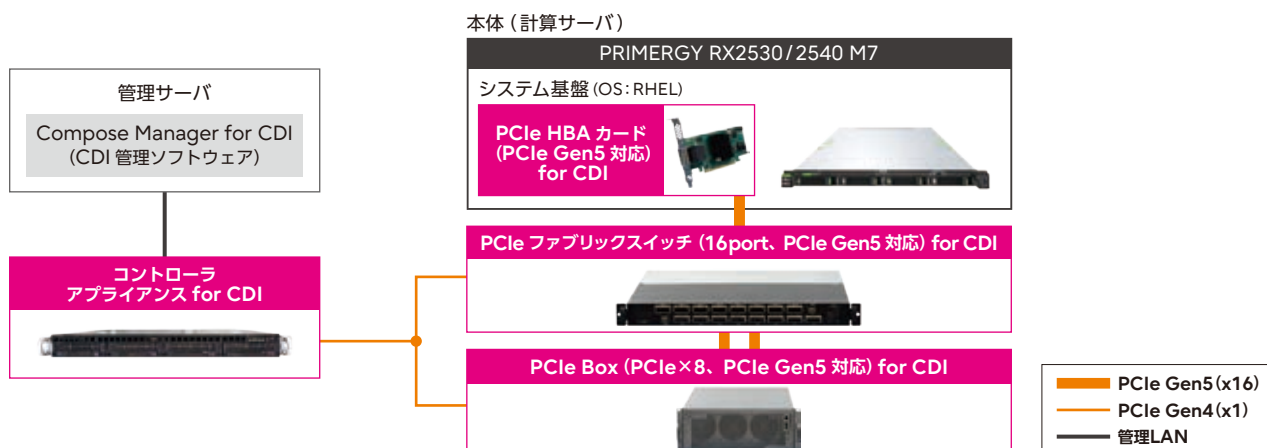 本体（計算サーバ）
PRIMERGY RX2530/2540 M7
システム基盤(OS:RHEL)
PCIe HBA カード
(PCIe Gen5 対応)
for CDI
管理サーバ
Compose Manager for CDI
(CDI 管理ソフトウェア)
コントローラ
アプライアンス for CDI
PCIe ファブリックスイッチ（16port、PCIe Gen5 対応）for CDI
PCIe Box（PCIe×8、PCIe Gen5 対応）for CDI
PCIe Gen5(x16)
PCIe Gen4(x1)
管理LAN